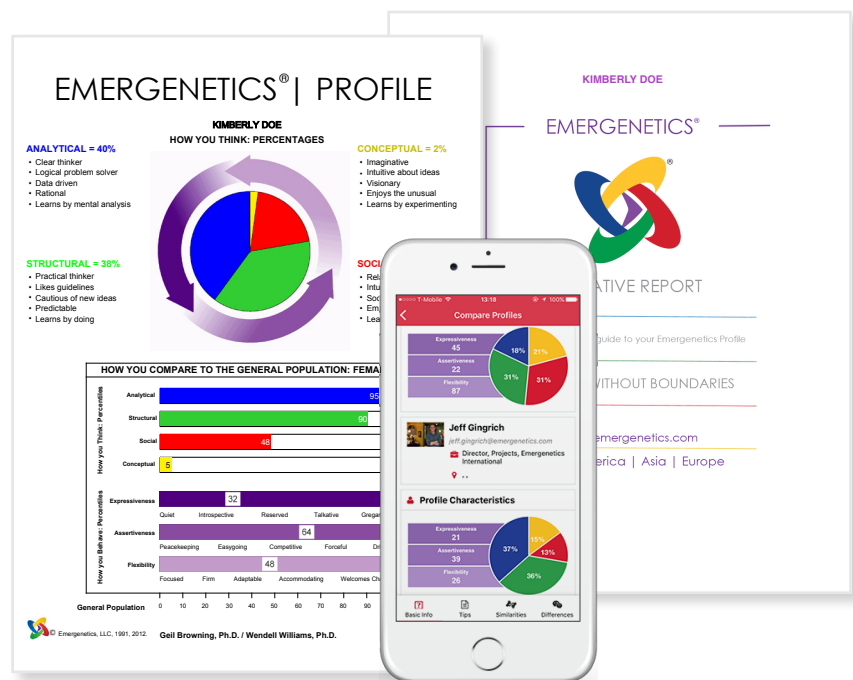 EMERGENETICS® | PROFILE
KIMBERLY DOE
HOW YOU THINK: PERCENTAGES
ANALYTICAL = 40%
• Clear thinker
• Logical problem solver
• Data driven
• Rational
• Learns by mental analysis
CONCEPTUAL = 2%
• Imaginative
• Intuitive about ideas
• Visionary
• Enjoys the unusual
• Learns by experimenting
STRUCTURAL = 38%
• Practical thinker
• Likes guidelines
• Cautious of new ideas
• Predictable
• Learns by doing
HOW YOU COMPARE TO THE GENERAL POPULATION:
How you Think: Percentiles
Analytical 95
Structural 90
Social 48
Conceptual 5
How you Behave: Percentiles
Expressiveness 32
Quiet Introspective Reserved Talkative
Assertiveness 64
Peacekeeping Easygoing Competitive Forceful
Flexibility 48
Focused Firm Adaptable Accommodating Welcomes
General Population 0 10 20 30 40 50 60 70 80 90
© Emergenetics, LLC, 1991, 2012. Geil Browning, Ph.D. / Wendell Williams, Ph.D.
KIMBERLY DOE
EMERGENETICS®
®
REPORT
guide to your Emergenetics Profile
WITHOUT BOUNDARIES
emergenetics.com
| Asia | Europe
T-Mobile 13:18 100%
Compare Profiles
Expressiveness
45
Assertiveness
22
Flexibility
87
18% 21%
31% 31%
Jeff Gingrich
jeff.gingrich@emergenetics.com
Director, Projects, Emergenetics
International
, ,
Profile Characteristics
Expressiveness
21
Assertiveness
39
Flexibility
26
37% 15%
13%
36%
Basic Info Tips Similarities Differences